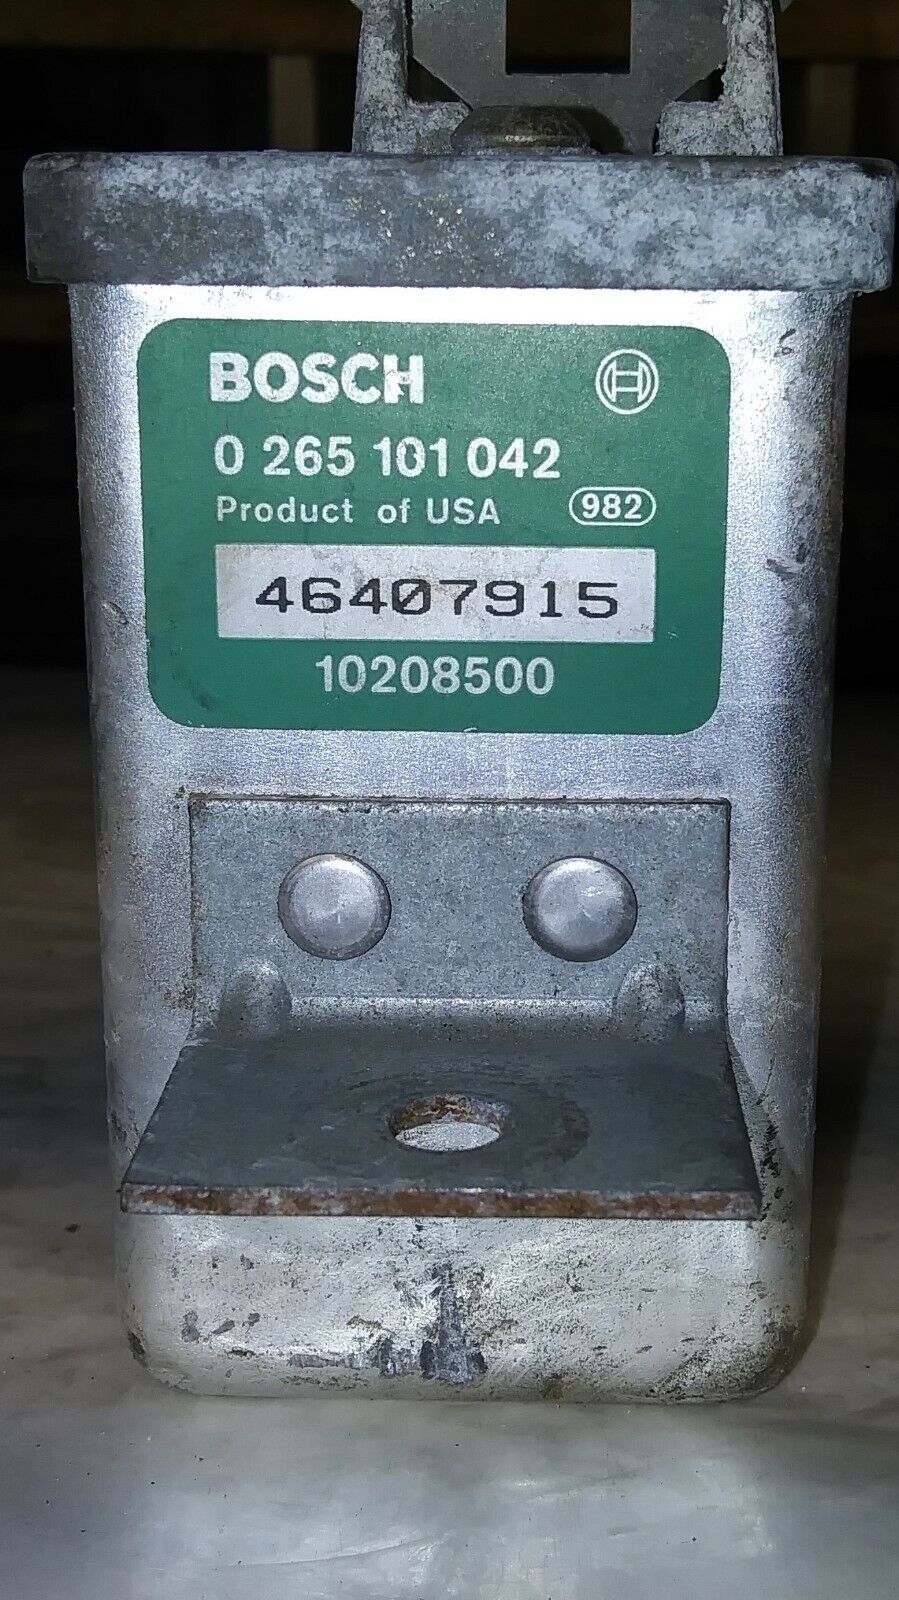 BOSCH
0 265 101 042
Product of USA 982
46407915
10208500